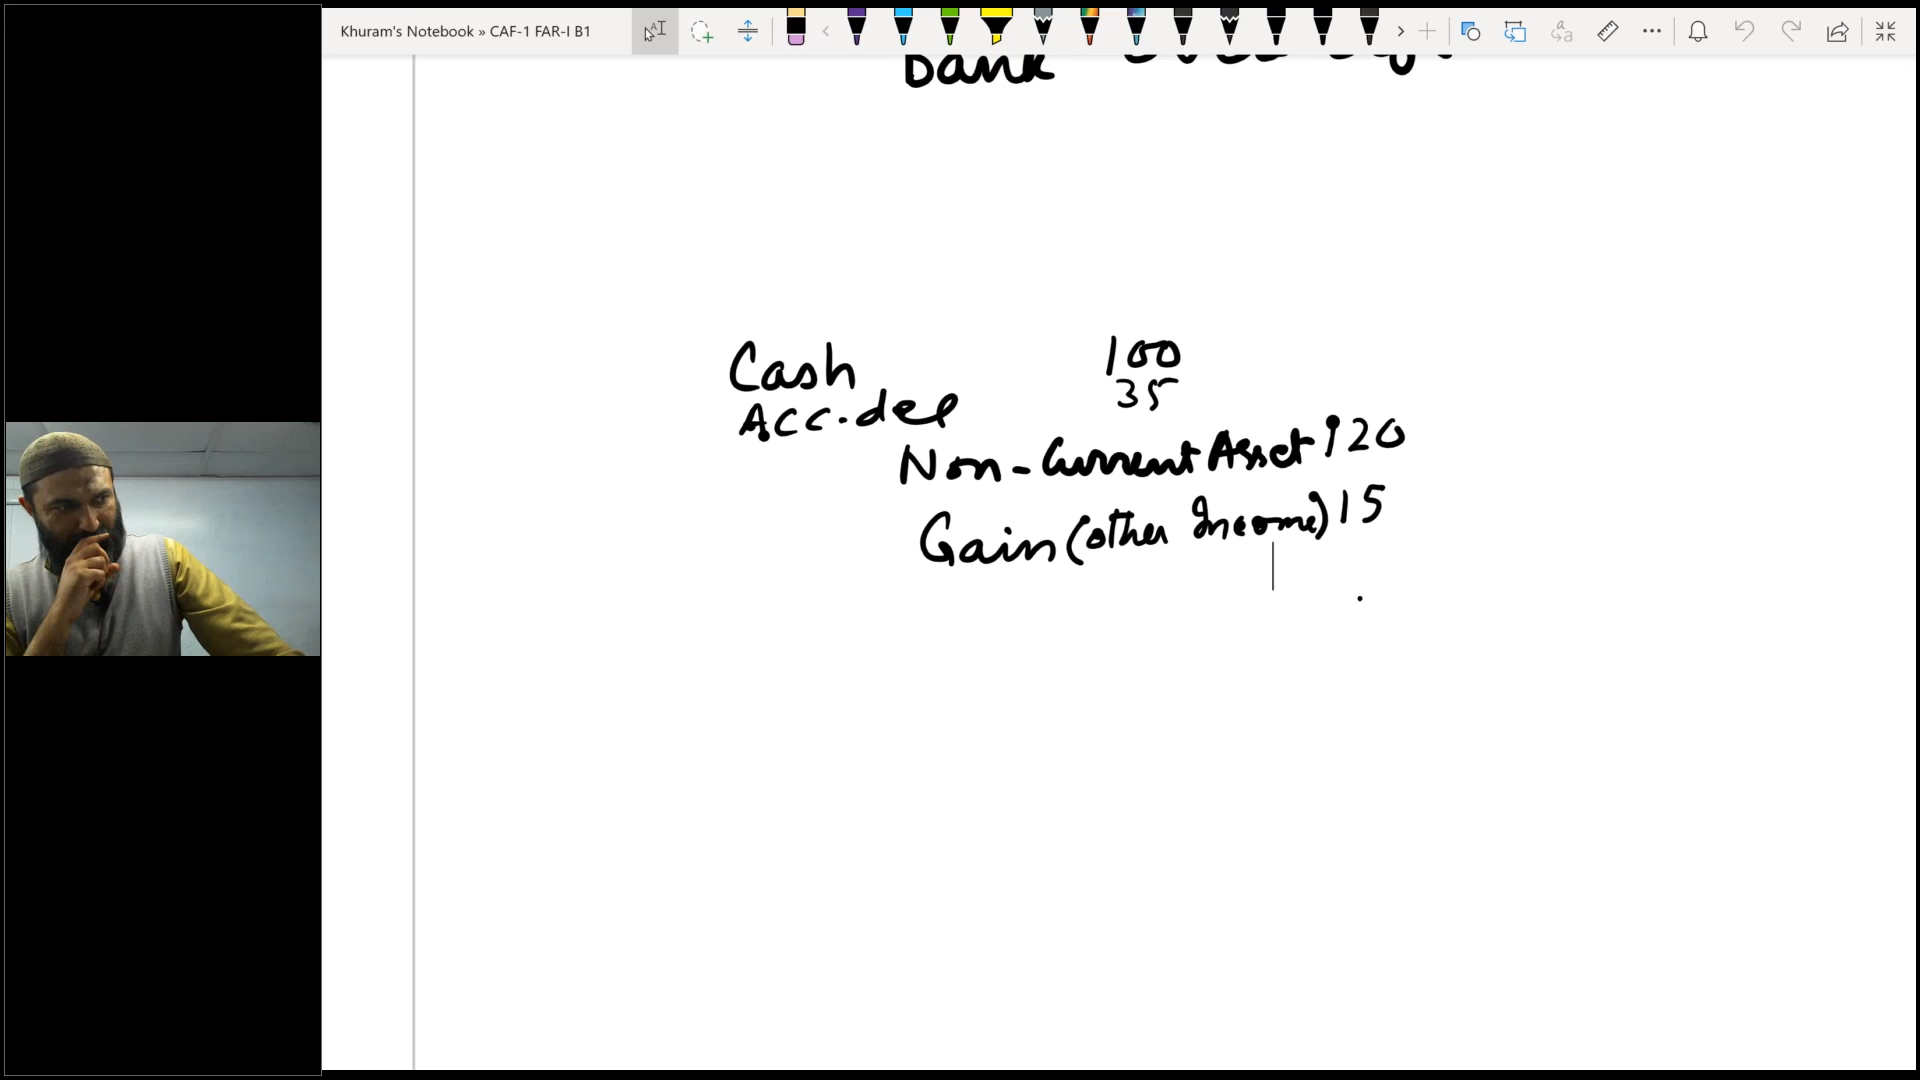 Khuram's Notebook » CAF-1 FAR-I B1
Bank
Cash 100
Acc.dep 35
Non-Current Asset 120
Gain (other Income) 15